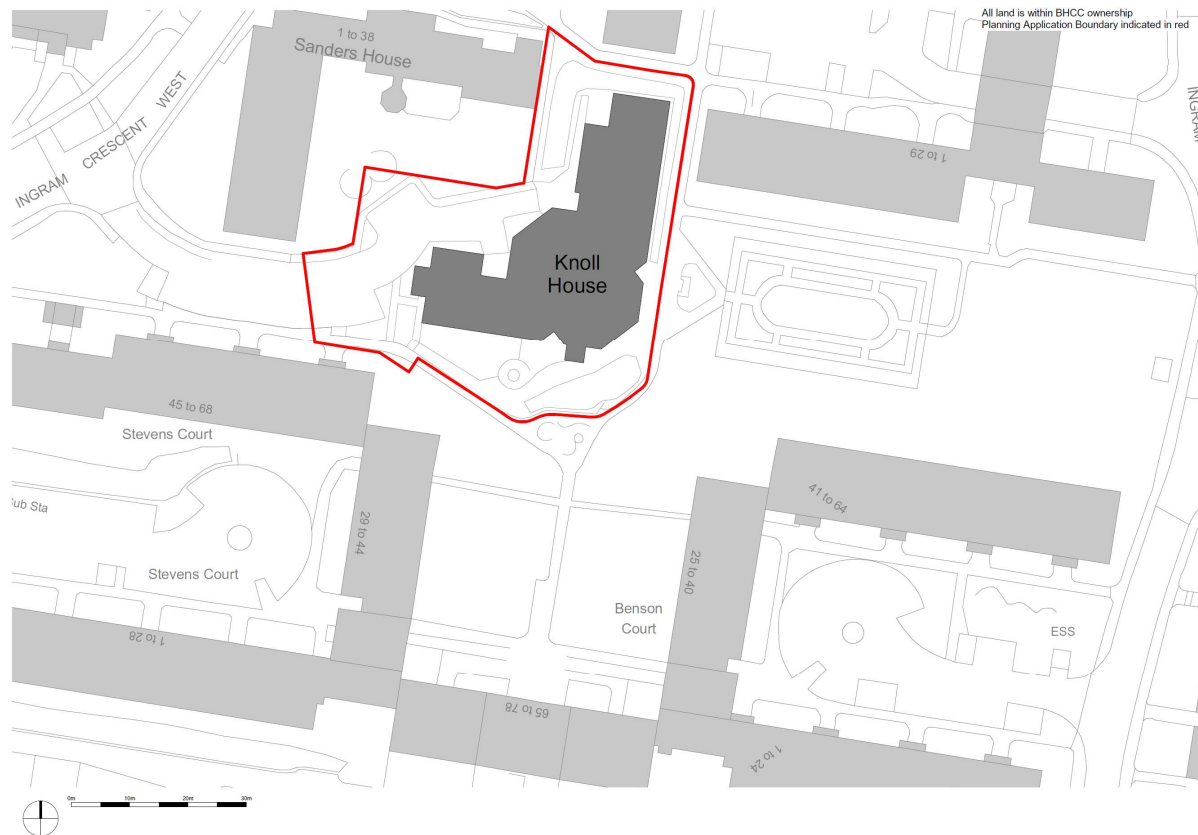 All land is within BHCC ownership
Planning Application Boundary indicated in red
1 to 38
Sanders House
INGRAM CRESCENT WEST
INGRAM
1 to 29
Knoll
House
45 to 68
Stevens Court
ub Sta
29 to 44
Stevens Court
1 to 28
41 to 64
25 to 40
Benson
Court
ESS
65 to 78
1 to 24
0m 10m 20m 30m